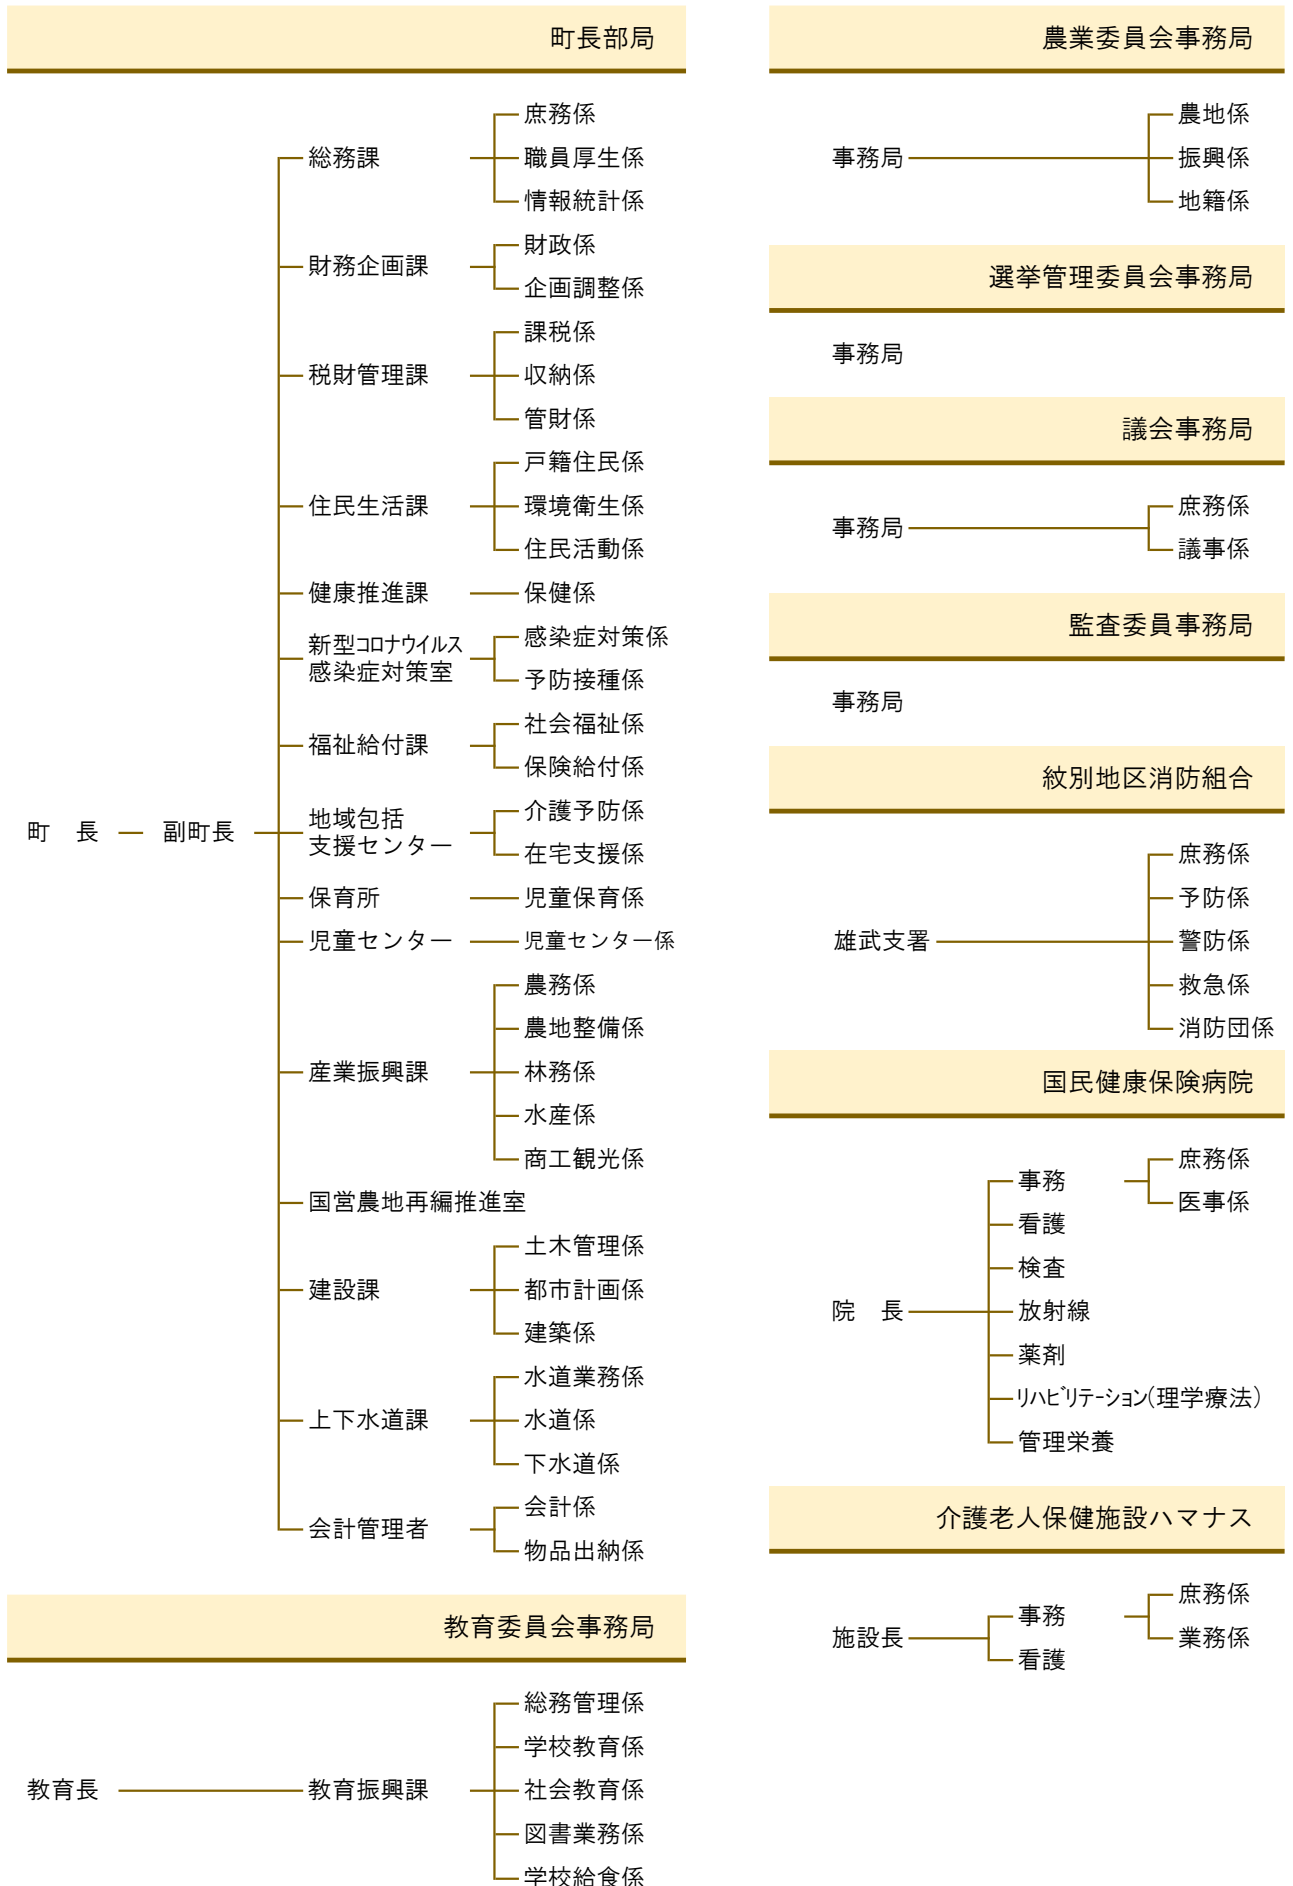 町長部局
町　長
副町長
総務課
庶務係
職員厚生係
情報統計係
財務企画課
財政係
企画調整係
税財管理課
課税係
収納係
管財係
住民生活課
戸籍住民係
環境衛生係
住民活動係
健康推進課
保健係
新型コロナウイルス
感染症対策室
感染症対策係
予防接種係
福祉給付課
社会福祉係
保険給付係
地域包括
支援センター
介護予防係
在宅支援係
保育所
児童保育係
児童センター
児童センター係
産業振興課
農務係
農地整備係
林務係
水産係
商工観光係
国営農地再編推進室
建設課
土木管理係
都市計画係
建築係
上下水道課
水道業務係
水道係
下水道係
会計管理者
会計係
物品出納係
教育委員会事務局
教育長
教育振興課
総務管理係
学校教育係
社会教育係
図書業務係
学校給食係
農業委員会事務局
事務局
農地係
振興係
地籍係
選挙管理委員会事務局
事務局
議会事務局
事務局
庶務係
議事係
監査委員事務局
事務局
紋別地区消防組合
雄武支署
庶務係
予防係
警防係
救急係
消防団係
国民健康保険病院
院　長
事務
庶務係
医事係
看護
検査
放射線
薬剤
ﾘﾊﾋﾞﾘﾃｰｼｮﾝ(理学療法)
管理栄養
介護老人保健施設ハマナス
施設長
事務
庶務係
業務係
看護